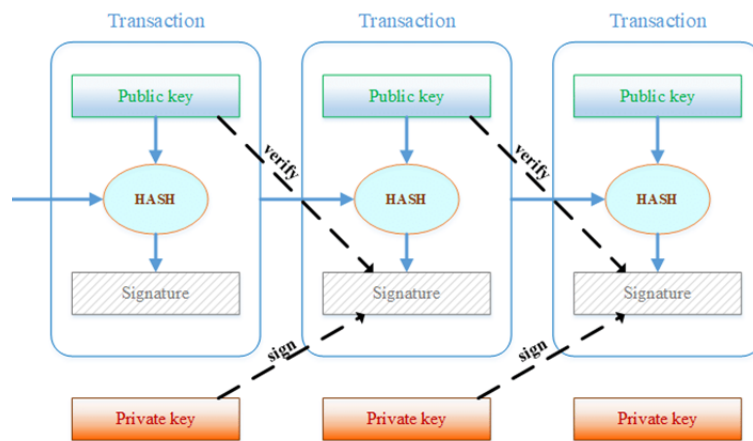 Transaction
Transaction
Transaction
Public key
Public key
Public key
verify
verify
HASH
HASH
HASH
Signature
Signature
Signature
sign
sign
Private key
Private key
Private key